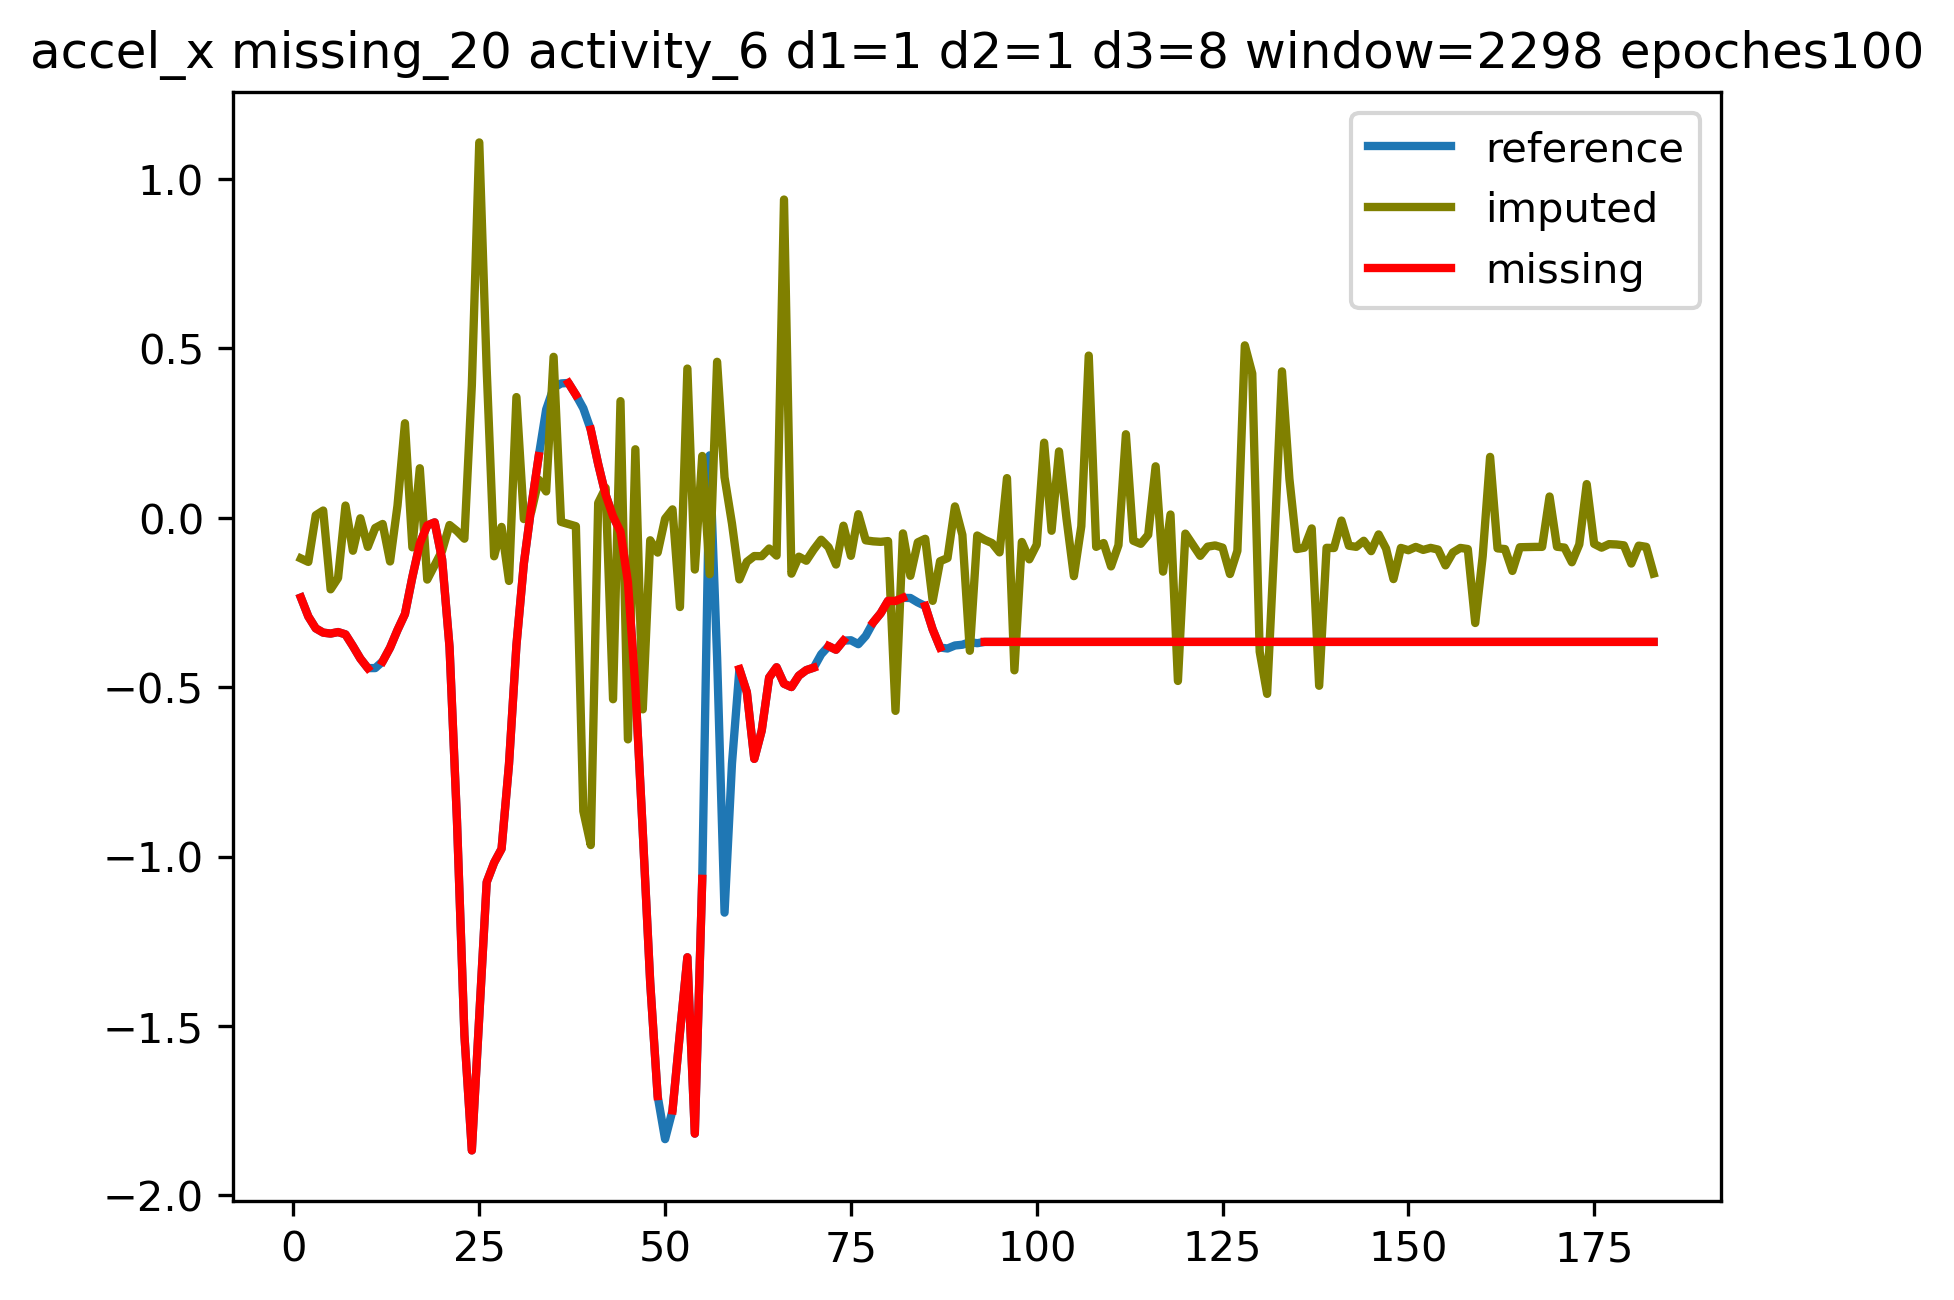 accel_x missing_20 activity_6 d1=1 d2=1 d3=8 window=2298 epoches100
reference
imputed
missing
1.0
0.5
0.0
−0.5
−1.0
−1.5
−2.0
0 25 50 75 100 125 150 175